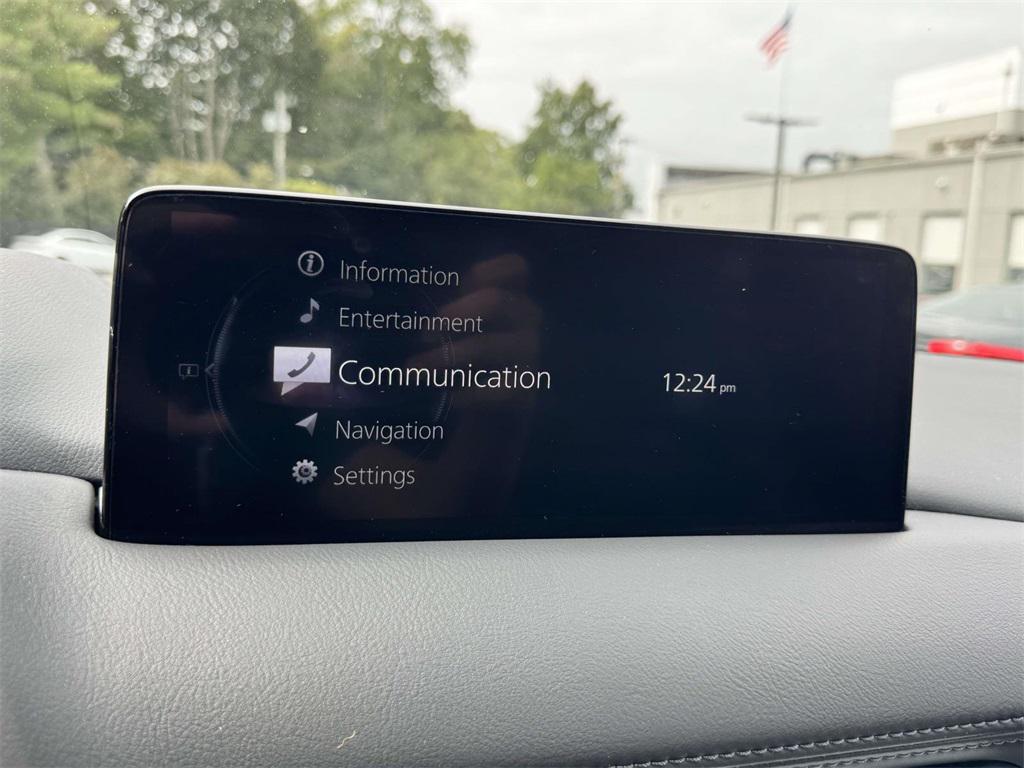 Information
Entertainment
Communication
12:24 pm
Navigation
Settings